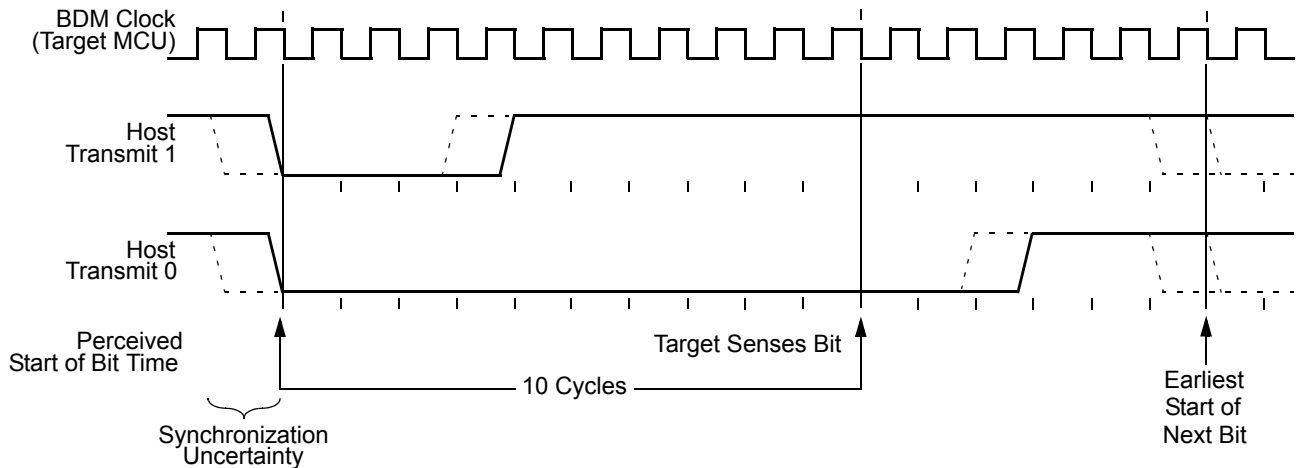 BDM Clock
(Target MCU)
Host
Transmit 1
Host
Transmit 0
Perceived
Start of Bit Time
Target Senses Bit
10 Cycles
Earliest
Start of
Next Bit
Synchronization
Uncertainty